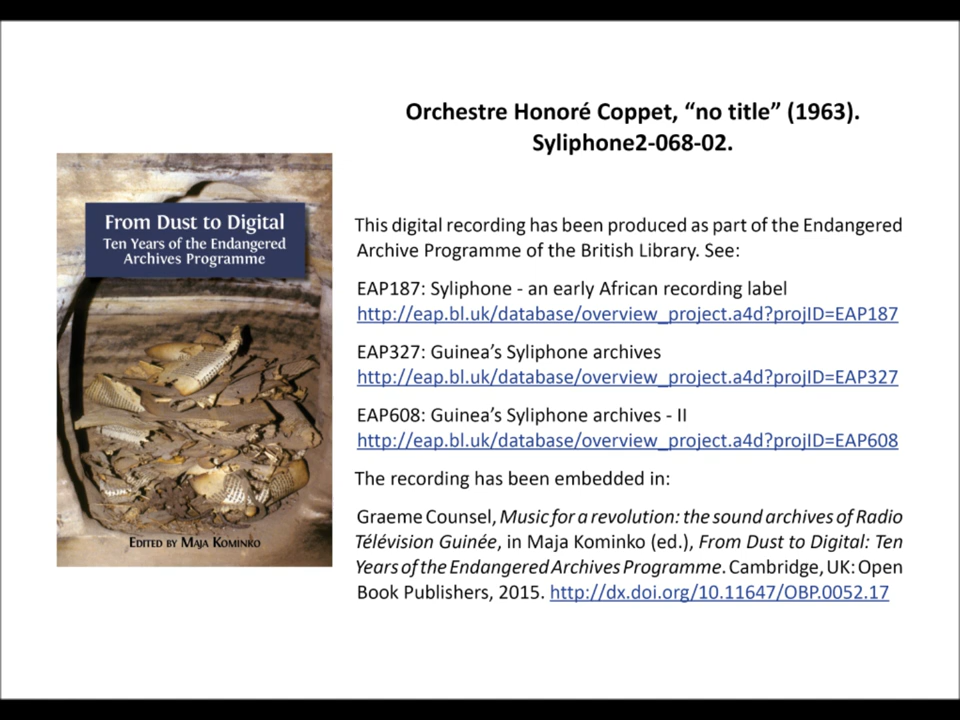 Orchestre Honoré Coppet, “no title” (1963).
Syliphone2-068-02.
From Dust to Digital
Ten Years of the Endangered
Archives Programme
Edited by Maja Kominko
This digital recording has been produced as part of the Endangered
Archive Programme of the British Library. See:
EAP187: Syliphone - an early African recording label
http://eap.bl.uk/database/overview_project.a4d?projID=EAP187
EAP327: Guinea’s Syliphone archives
http://eap.bl.uk/database/overview_project.a4d?projID=EAP327
EAP608: Guinea’s Syliphone archives - II
http://eap.bl.uk/database/overview_project.a4d?projID=EAP608
The recording has been embedded in:
Graeme Counsel, Music for a revolution: the sound archives of Radio
Télévision Guinée, in Maja Kominko (ed.), From Dust to Digital: Ten
Years of the Endangered Archives Programme. Cambridge, UK: Open
Book Publishers, 2015. http://dx.doi.org/10.11647/OBP.0052.17